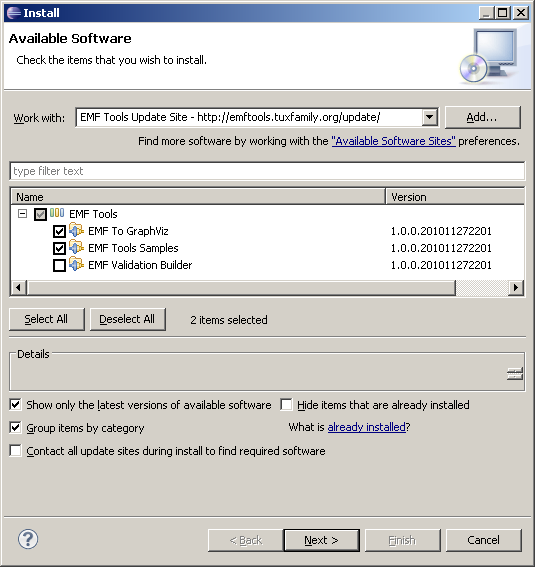 Install
Available Software
Check the items that you wish to install.
Work with: EMF Tools Update Site - http://emftools.tuxfamily.org/update/ Add...
Find more software by working with the "Available Software Sites" preferences.
type filter text
Name Version
EMF Tools
EMF To GraphViz 1.0.0.201011272201
EMF Tools Samples 1.0.0.201011272201
EMF Validation Builder 1.0.0.201011272201
Select All Deselect All 2 items selected
Details
Show only the latest versions of available software Hide items that are already installed
Group items by category What is already installed?
Contact all update sites during install to find required software
? < Back Next > Finish Cancel